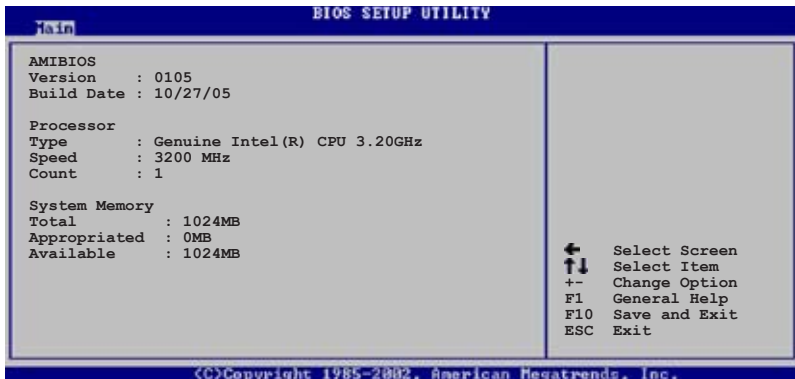 BIOS SETUP UTILITY
Main
AMIBIOS
Version : 0105
Build Date : 10/27/05
Processor
Type : Genuine Intel(R) CPU 3.20GHz
Speed : 3200 MHz
Count : 1
System Memory
Total : 1024MB
Appropriated : 0MB
Available : 1024MB
← Select Screen
↑↓ Select Item
+- Change Option
F1 General Help
F10 Save and Exit
ESC Exit
(C)Copyright 1985-2002, American Megatrends, Inc.